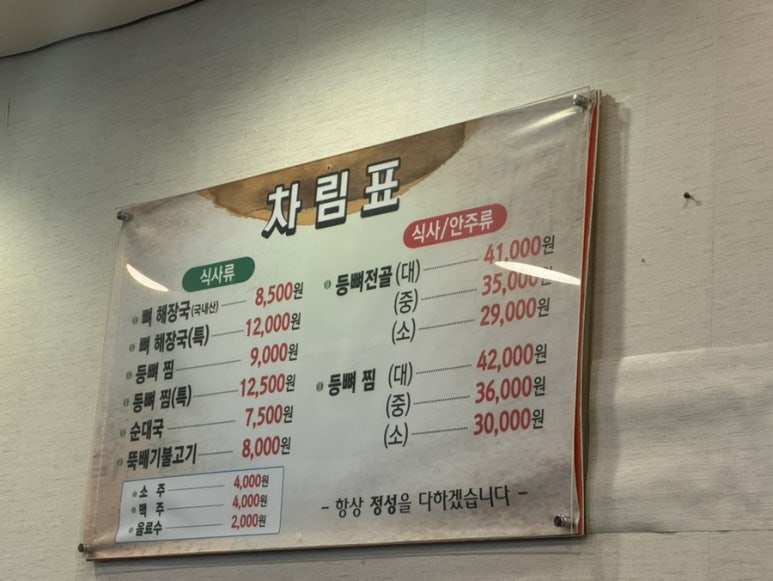 차림표
식사류
뼈 해장국(국내산) 8,500원
뼈 해장국(특) 12,000원
등뼈 찜 9,000원
등뼈 찜(특) 12,500원
순대국 7,500원
뚝배기불고기 8,000원
소 주 4,000원
맥 주 4,000원
음료수 2,000원
식사/안주류
등뼈전골 (대) 41,000원
(중) 35,000원
(소) 29,000원
등뼈 찜 (대) 42,000원
(중) 36,000원
(소) 30,000원
- 항상 정성을 다하겠습니다 -